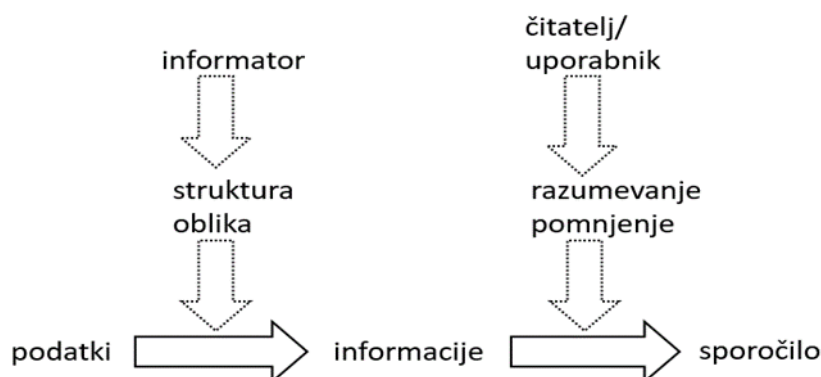 informator
čitatelj/
uporabnik
struktura
oblika
razumevanje
pomnjenje
podatki
informacije
sporočilo